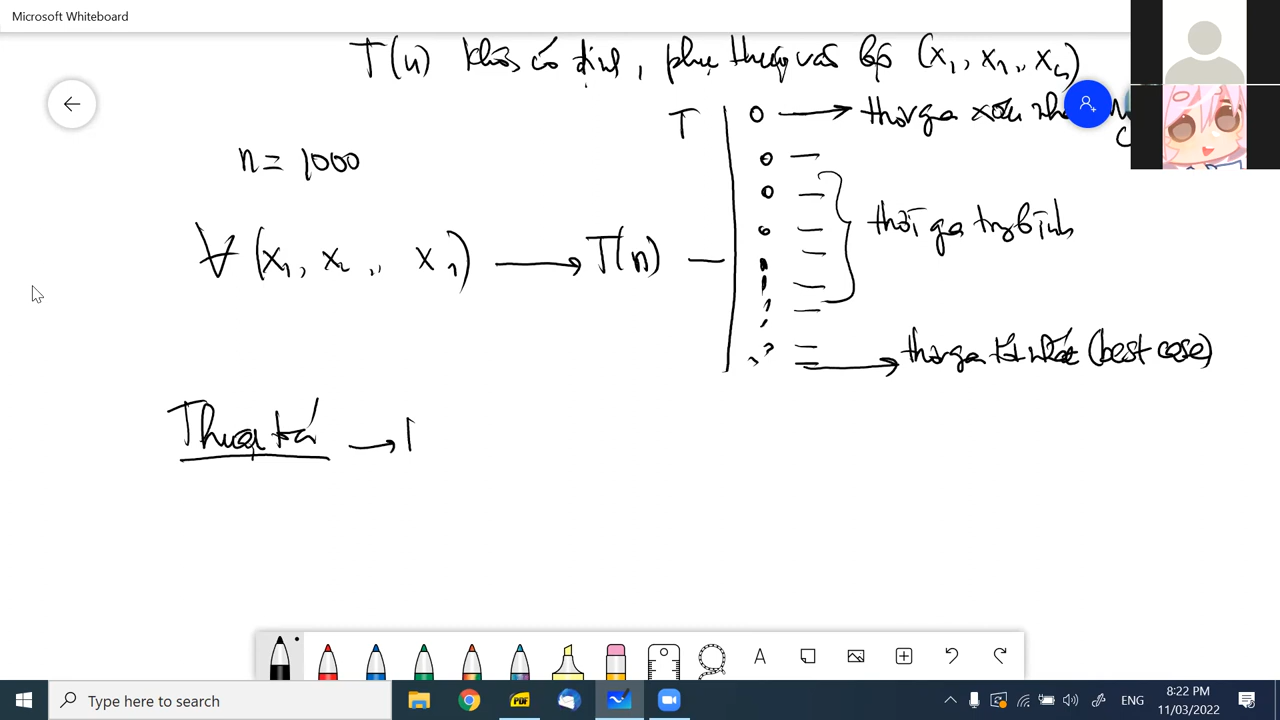 Microsoft Whiteboard
T(n) không cố định, phụ thuộc vào bộ (x₁, x₂,, xₙ)
T
thời gian xấu nhất
n = 1000
thời gian trung bình
∀ (x₁, x₂,, xₙ) → T(n) —
thời gian tốt nhất (best case)
Thuật toán →
Type here to search
ENG
8:22 PM
11/03/2022